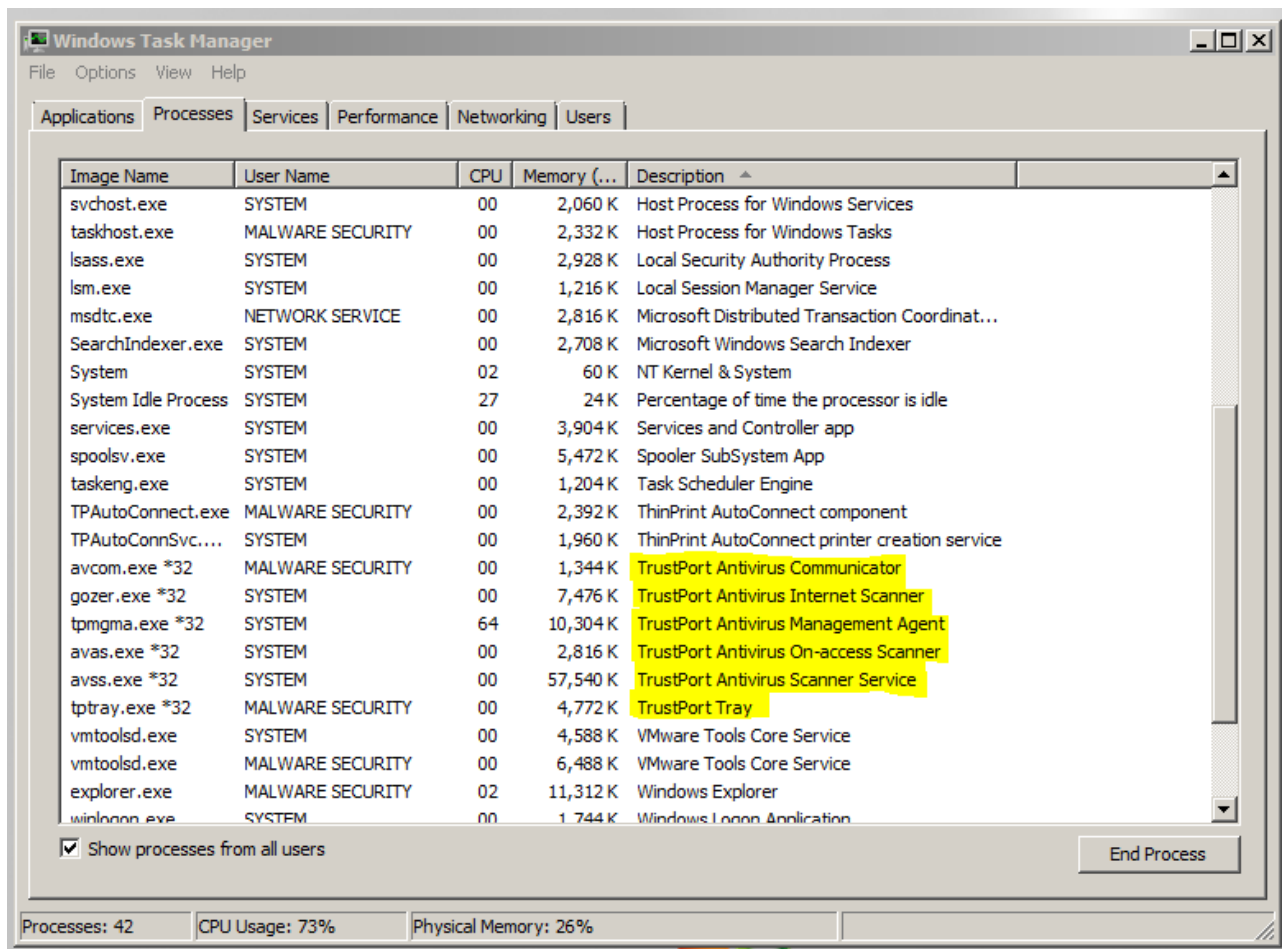 Windows Task Manager
File Options View Help
Applications Processes Services Performance Networking Users
Image Name User Name CPU Memory (... Description
svchost.exe SYSTEM 00 2,060 K Host Process for Windows Services
taskhost.exe MALWARE SECURITY 00 2,332 K Host Process for Windows Tasks
lsass.exe SYSTEM 00 2,928 K Local Security Authority Process
lsm.exe SYSTEM 00 1,216 K Local Session Manager Service
msdtc.exe NETWORK SERVICE 00 2,816 K Microsoft Distributed Transaction Coordinat...
SearchIndexer.exe SYSTEM 00 2,708 K Microsoft Windows Search Indexer
System SYSTEM 02 60 K NT Kernel & System
System Idle Process SYSTEM 27 24 K Percentage of time the processor is idle
services.exe SYSTEM 00 3,904 K Services and Controller app
spoolsv.exe SYSTEM 00 5,472 K Spooler SubSystem App
taskeng.exe SYSTEM 00 1,204 K Task Scheduler Engine
TPAutoConnect.exe MALWARE SECURITY 00 2,392 K ThinPrint AutoConnect component
TPAutoConnSvc.... SYSTEM 00 1,960 K ThinPrint AutoConnect printer creation service
avcom.exe *32 MALWARE SECURITY 00 1,344 K TrustPort Antivirus Communicator
gozer.exe *32 SYSTEM 00 7,476 K TrustPort Antivirus Internet Scanner
tpmgma.exe *32 SYSTEM 64 10,304 K TrustPort Antivirus Management Agent
avas.exe *32 SYSTEM 00 2,816 K TrustPort Antivirus On-access Scanner
avss.exe *32 SYSTEM 00 57,540 K TrustPort Antivirus Scanner Service
tptray.exe *32 MALWARE SECURITY 00 4,772 K TrustPort Tray
vmtoolsd.exe SYSTEM 00 4,588 K VMware Tools Core Service
vmtoolsd.exe MALWARE SECURITY 00 6,488 K VMware Tools Core Service
explorer.exe MALWARE SECURITY 02 11,312 K Windows Explorer
winlogon.exe SYSTEM 00 1,744 K Windows Logon Application
Show processes from all users
End Process
Processes: 42 CPU Usage: 73% Physical Memory: 26%